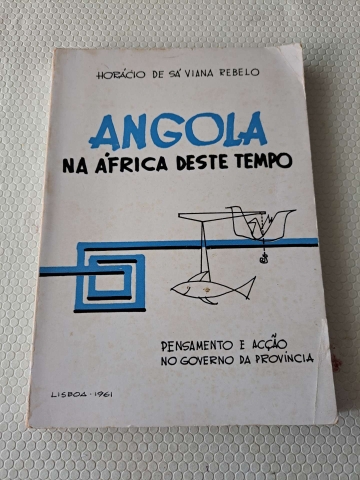 HORÁCIO DE SÁ VIANA REBELO
ANGOLA
NA ÁFRICA DESTE TEMPO
PENSAMENTO E ACÇÃO
NO GOVERNO DA PROVÍNCIA
LISBOA · 1961